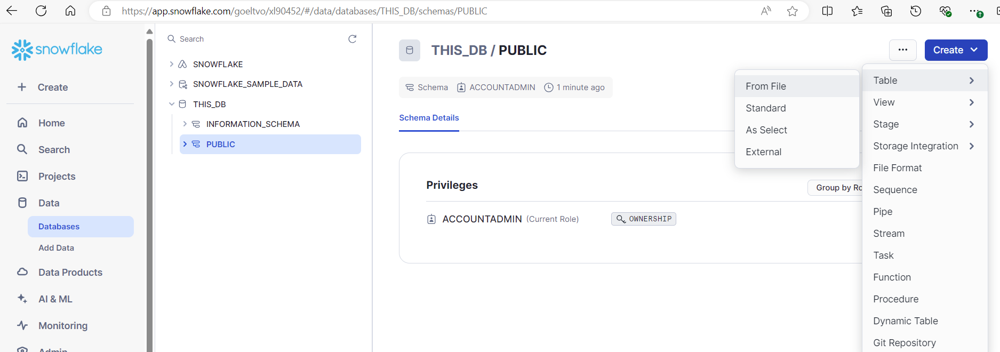 https://app.snowflake.com/goeltvo/xl90452/#/data/databases/THIS_DB/schemas/PUBLIC
snowflake
Create
Home
Search
Projects
Data
Databases
Add Data
Data Products
AI & ML
Monitoring
Admin
Search
SNOWFLAKE
SNOWFLAKE_SAMPLE_DATA
THIS_DB
INFORMATION_SCHEMA
PUBLIC
THIS_DB / PUBLIC
... Create
Schema ACCOUNTADMIN 1 minute ago
Schema Details
Privileges
Group by Ro
ACCOUNTADMIN (Current Role) OWNERSHIP
From File
Standard
As Select
External
Table
View
Stage
Storage Integration
File Format
Sequence
Pipe
Stream
Task
Function
Procedure
Dynamic Table
Git Repository